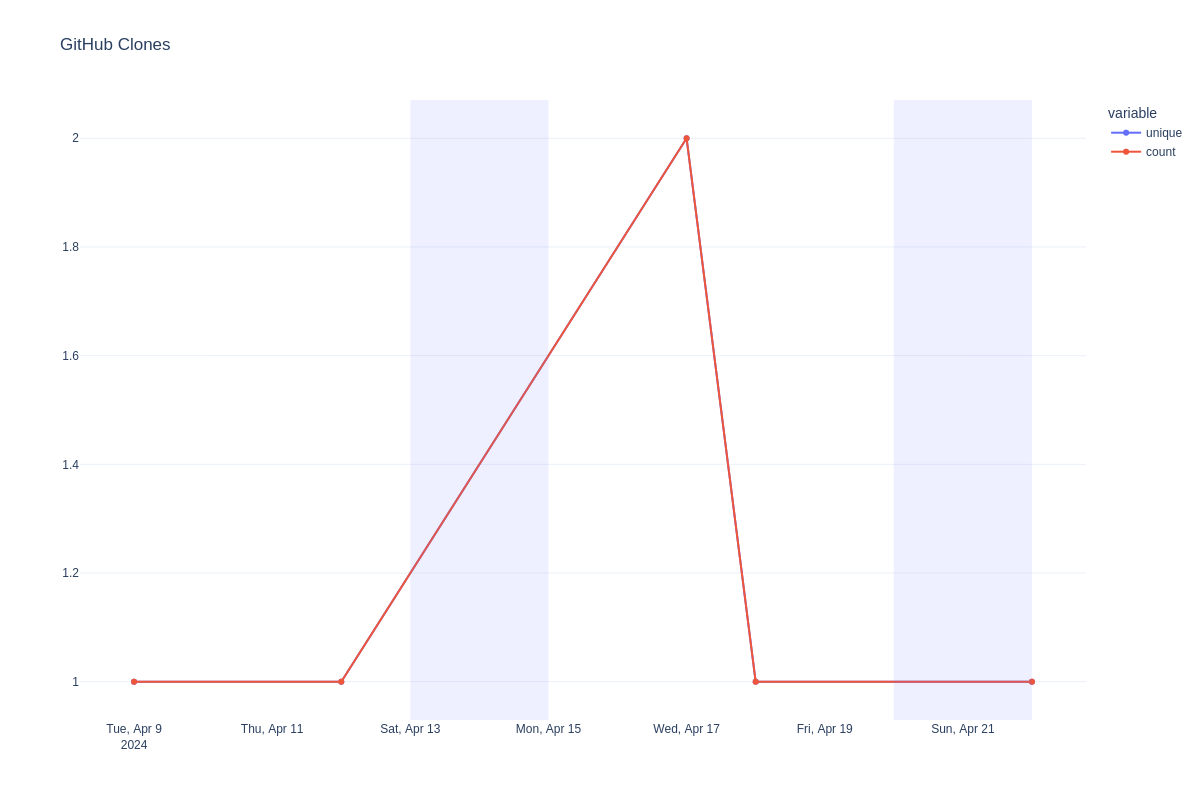 GitHub Clones
variable
unique
count
2
1.8
1.6
1.4
1.2
1
Tue, Apr 9
2024
Thu, Apr 11
Sat, Apr 13
Mon, Apr 15
Wed, Apr 17
Fri, Apr 19
Sun, Apr 21